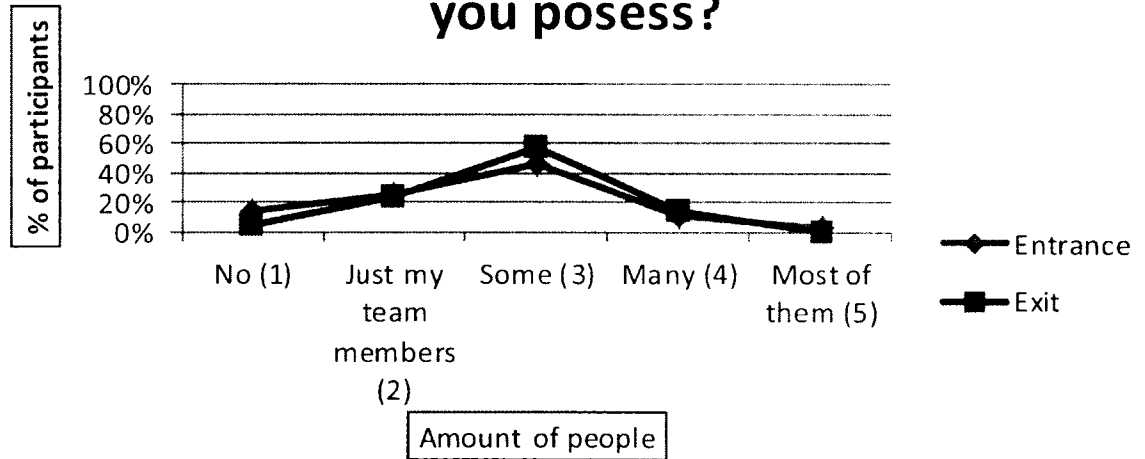 you posess?
% of participants
100%
80%
60%
40%
20%
0%
No (1)
Just my
team
members
(2)
Some (3)
Many (4)
Most of
them (5)
Entrance
Exit
Amount of people